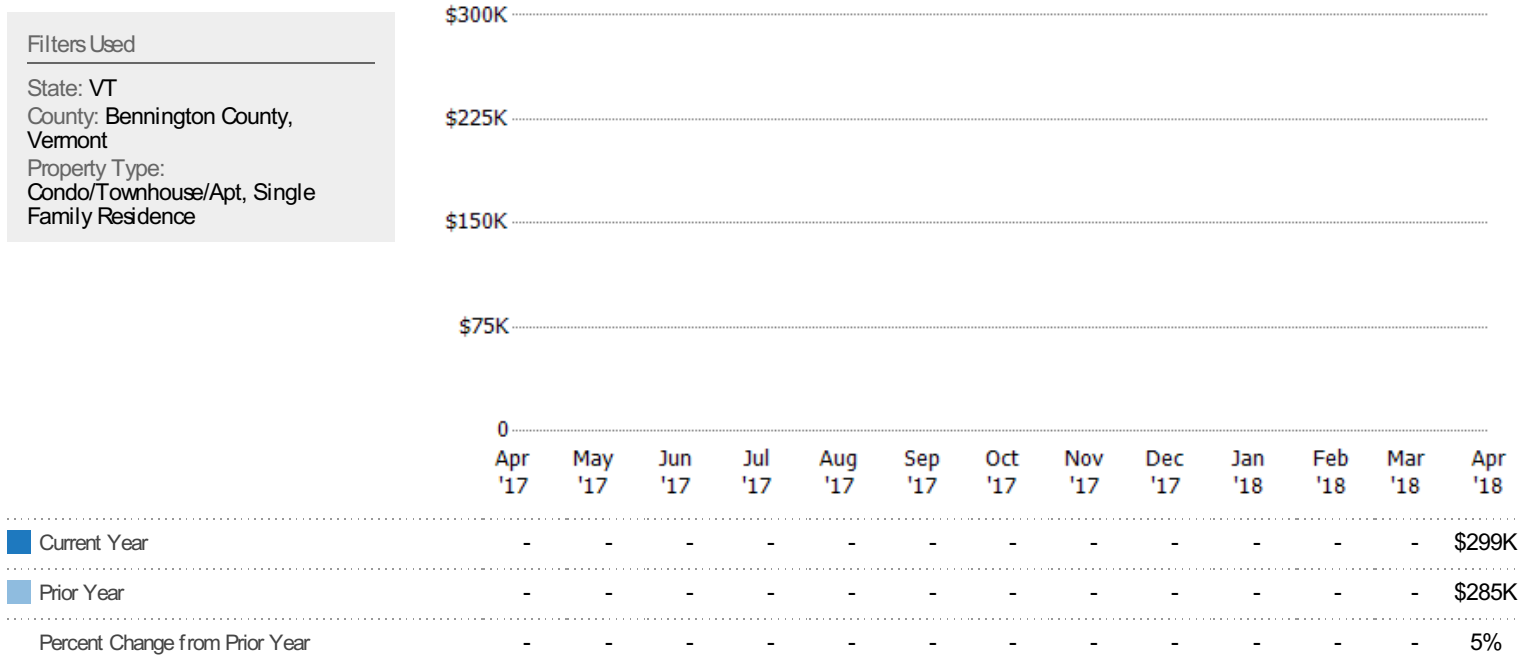 Filters Used
State: VT
County: Bennington County,
Vermont
Property Type:
Condo/Townhouse/Apt, Single
Family Residence
$300K
$225K
$150K
$75K
0
Apr May Jun Jul Aug Sep Oct Nov Dec Jan Feb Mar Apr
'17 '17 '17 '17 '17 '17 '17 '17 '17 '18 '18 '18 '18
Current Year - - - - - - - - - - - - $299K
Prior Year - - - - - - - - - - - - $285K
Percent Change from Prior Year - - - - - - - - - - - - 5%